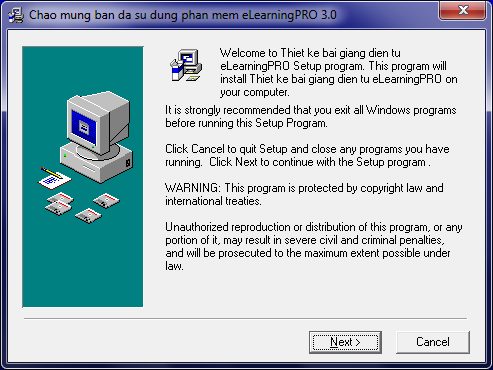 Chao mung ban da su dung phan mem eLearningPRO 3.0
Welcome to Thiet ke bai giang dien tu
eLearningPRO Setup program. This program will
install Thiet ke bai giang dien tu eLearningPRO on
your computer.
It is strongly recommended that you exit all Windows programs
before running this Setup Program.
Click Cancel to quit Setup and close any programs you have
running. Click Next to continue with the Setup program .
WARNING: This program is protected by copyright law and
international treaties.
Unauthorized reproduction or distribution of this program, or any
portion of it, may result in severe civil and criminal penalties,
and will be prosecuted to the maximum extent possible under
law.
Next >
Cancel